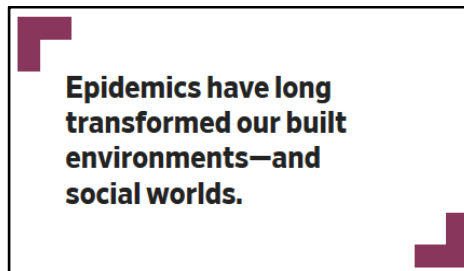 Epidemics have long
transformed our built
environments—and
social worlds.